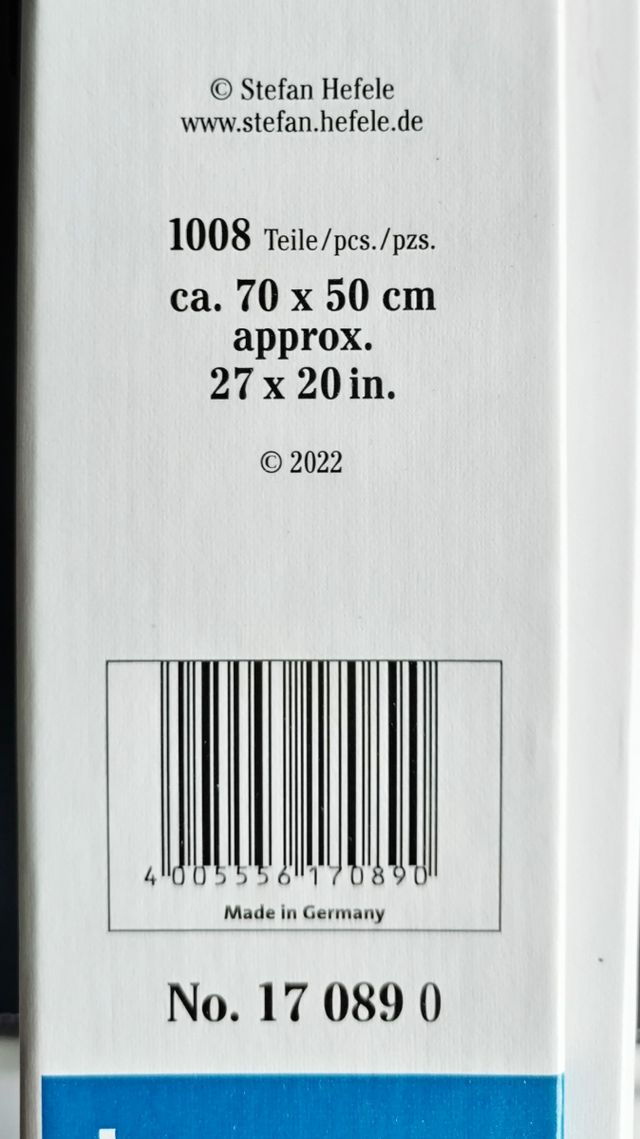 © Stefan Hefele
www.stefan.hefele.de
1008 Teile/pcs./pzs.
ca. 70 x 50 cm
approx.
27 x 20 in.
© 2022
4 005556 170890
Made in Germany
No. 17 089 0